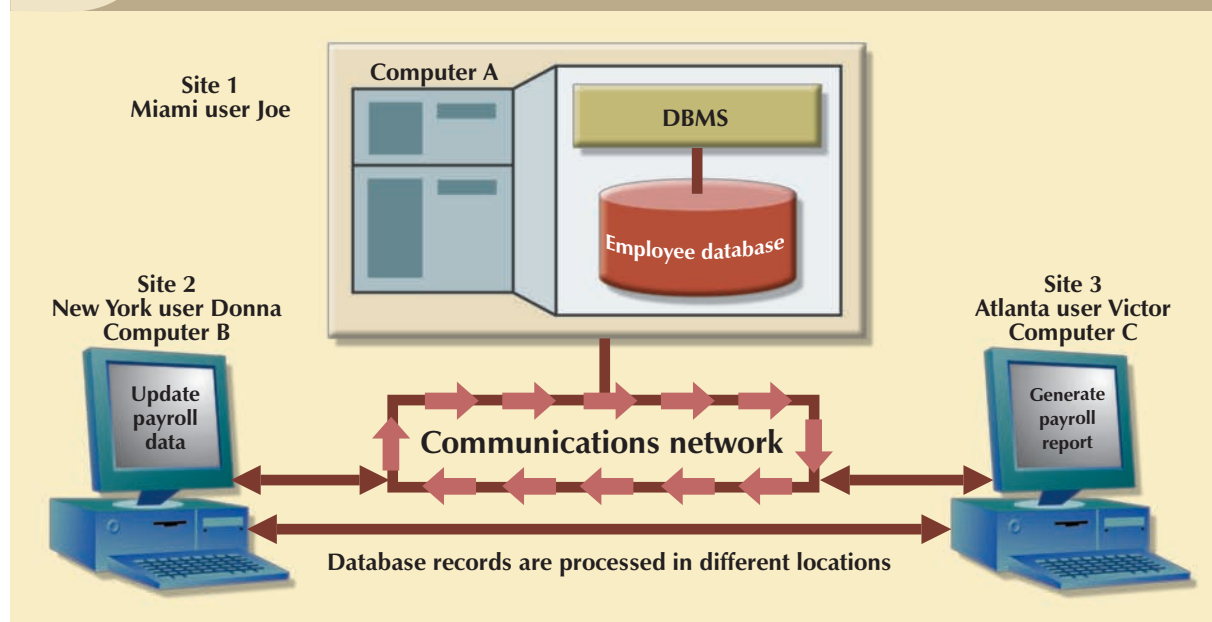 Site 1
Miami user Joe
Computer A
DBMS
Employee database
Site 2
New York user Donna
Computer B
Update
payroll
data
Site 3
Atlanta user Victor
Computer C
Generate
payroll
report
Communications network
Database records are processed in different locations